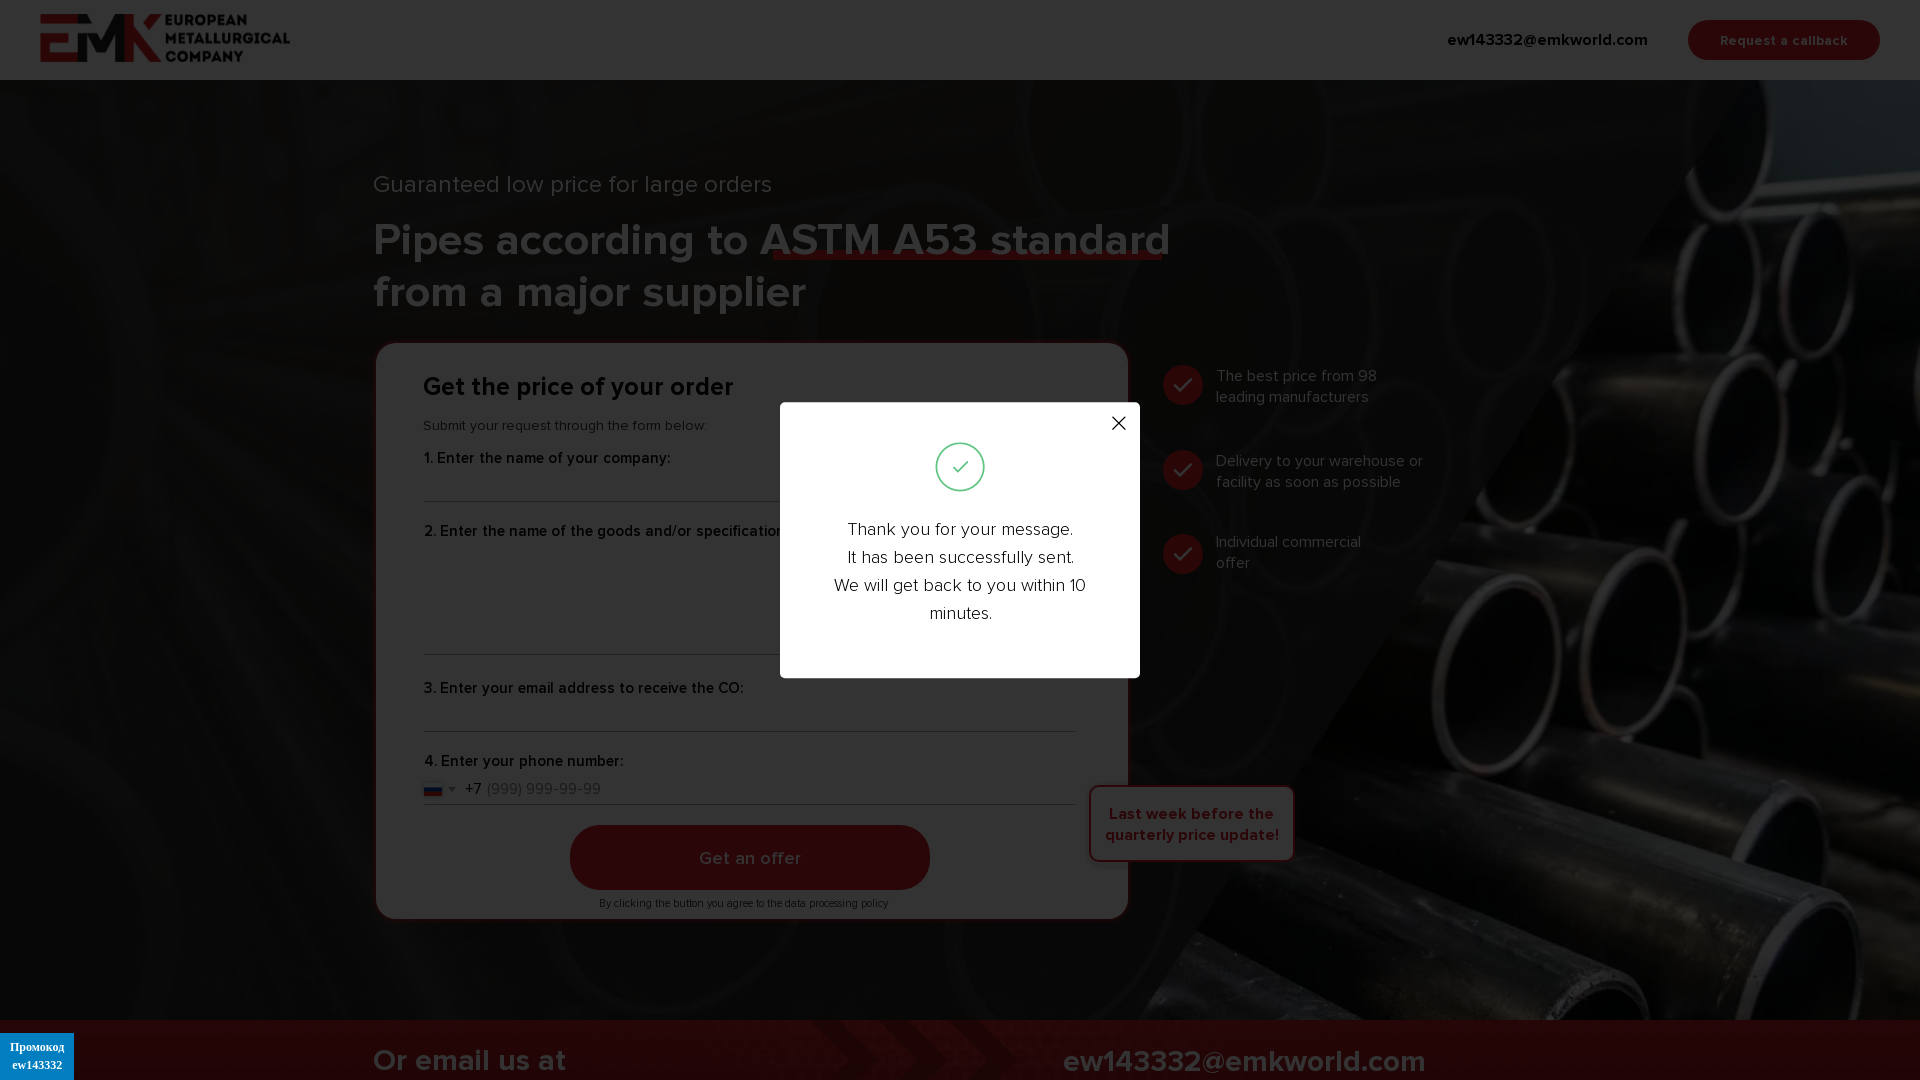 EUROPEAN
EMK METALLURGICAL
COMPANY
ew143332@emkworld.com
Request a callback
Guaranteed low price for large orders
Pipes according to ASTM A53 standard
from a major supplier
Get the price of your order
Submit your request through the form below:
1. Enter the name of your company:
2. Enter the name of the goods and/or specification
3. Enter your email address to receive the CO:
4. Enter your phone number:
+7 (999) 999-99-99
Get an offer
By clicking the button you agree to the data processing policy
The best price from 98
leading manufacturers
Delivery to your warehouse or
facility as soon as possible
Individual commercial
offer
Last week before the
quarterly price update!
Thank you for your message.
It has been successfully sent.
We will get back to you within 10
minutes.
Or email us at
ew143332@emkworld.com
Промокод
ew143332